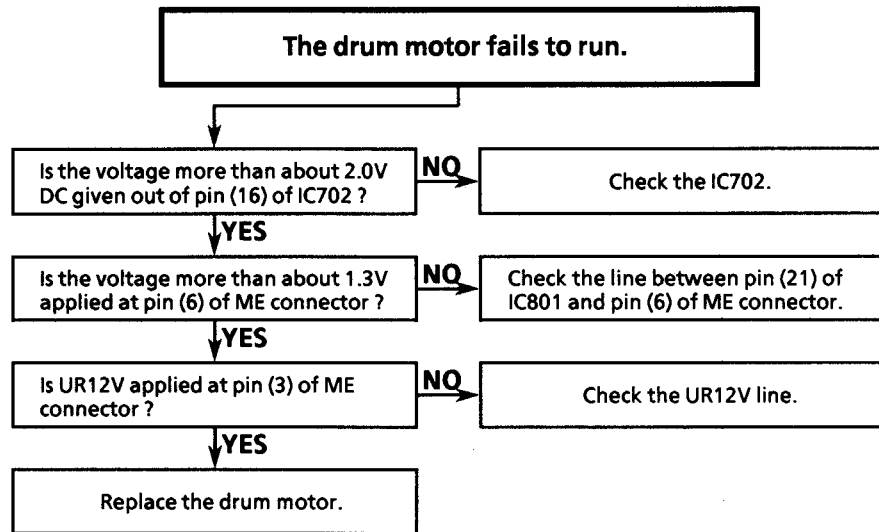 The drum motor fails to run.
Is the voltage more than about 2.0V
DC given out of pin (16) of IC702 ?
NO
Check the IC702.
YES
Is the voltage more than about 1.3V
applied at pin (6) of ME connector ?
NO
Check the line between pin (21) of
IC801 and pin (6) of ME connector.
YES
Is UR12V applied at pin (3) of ME
connector ?
NO
Check the UR12V line.
YES
Replace the drum motor.